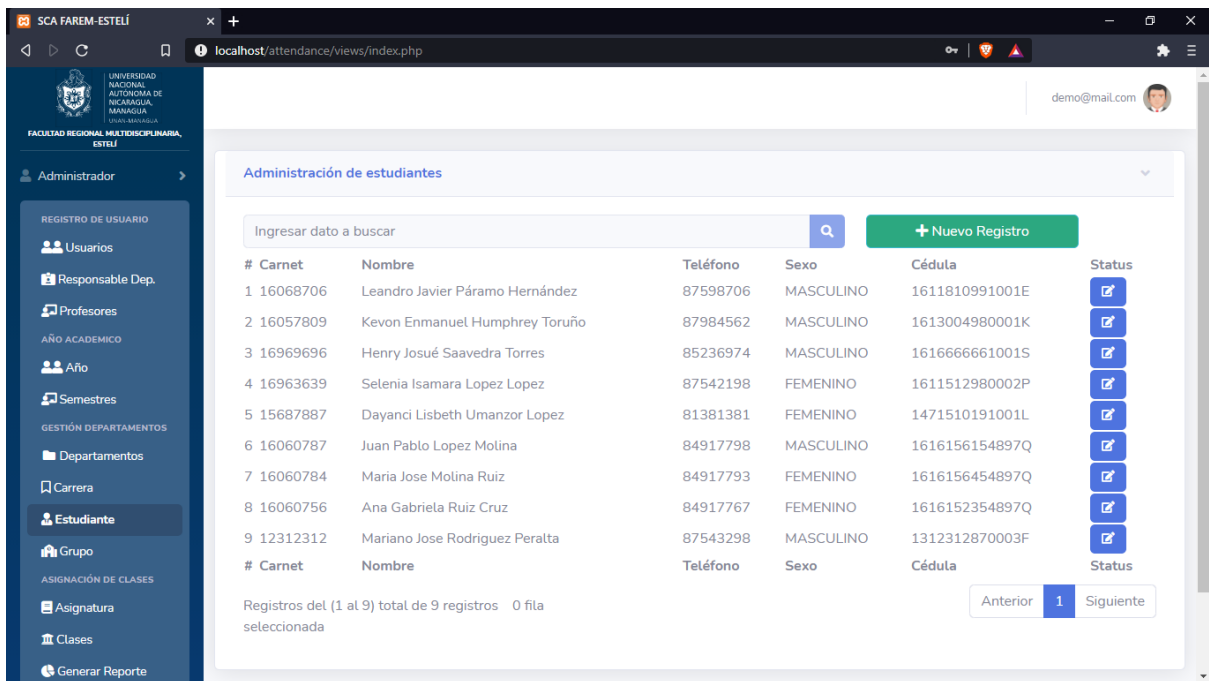 SCA FAREM-ESTELÍ
localhost/attendance/views/index.php
UNIVERSIDAD
NACIONAL
AUTÓNOMA DE
NICARAGUA,
MANAGUA
UNAN-MANAGUA
FACULTAD REGIONAL MULTIDISCIPLINARIA,
ESTELÍ
demo@mail.com
Administrador
REGISTRO DE USUARIO
Usuarios
Responsable Dep.
Profesores
AÑO ACADEMICO
Año
Semestres
GESTIÓN DEPARTAMENTOS
Departamentos
Carrera
Estudiante
Grupo
ASIGNACIÓN DE CLASES
Asignatura
Clases
Generar Reporte
Administración de estudiantes
Ingresar dato a buscar
Nuevo Registro
# Carnet Nombre Teléfono Sexo Cédula Status
1 16068706 Leandro Javier Páramo Hernández 87598706 MASCULINO 1611810991001E
2 16057809 Kevon Enmanuel Humphrey Toruño 87984562 MASCULINO 1613004980001K
3 16969696 Henry Josué Saavedra Torres 85236974 MASCULINO 1616666661001S
4 16963639 Selenia Isamara Lopez Lopez 87542198 FEMENINO 1611512980002P
5 15687887 Dayanci Lisbeth Umanzor Lopez 81381381 FEMENINO 1471510191001L
6 16060787 Juan Pablo Lopez Molina 84917798 MASCULINO 1616156154897Q
7 16060784 Maria Jose Molina Ruiz 84917793 FEMENINO 1616156454897Q
8 16060756 Ana Gabriela Ruiz Cruz 84917767 FEMENINO 1616152354897Q
9 12312312 Mariano Jose Rodriguez Peralta 87543298 MASCULINO 1312312870003F
# Carnet Nombre Teléfono Sexo Cédula Status
Registros del (1 al 9) total de 9 registros 0 fila
seleccionada
Anterior 1 Siguiente